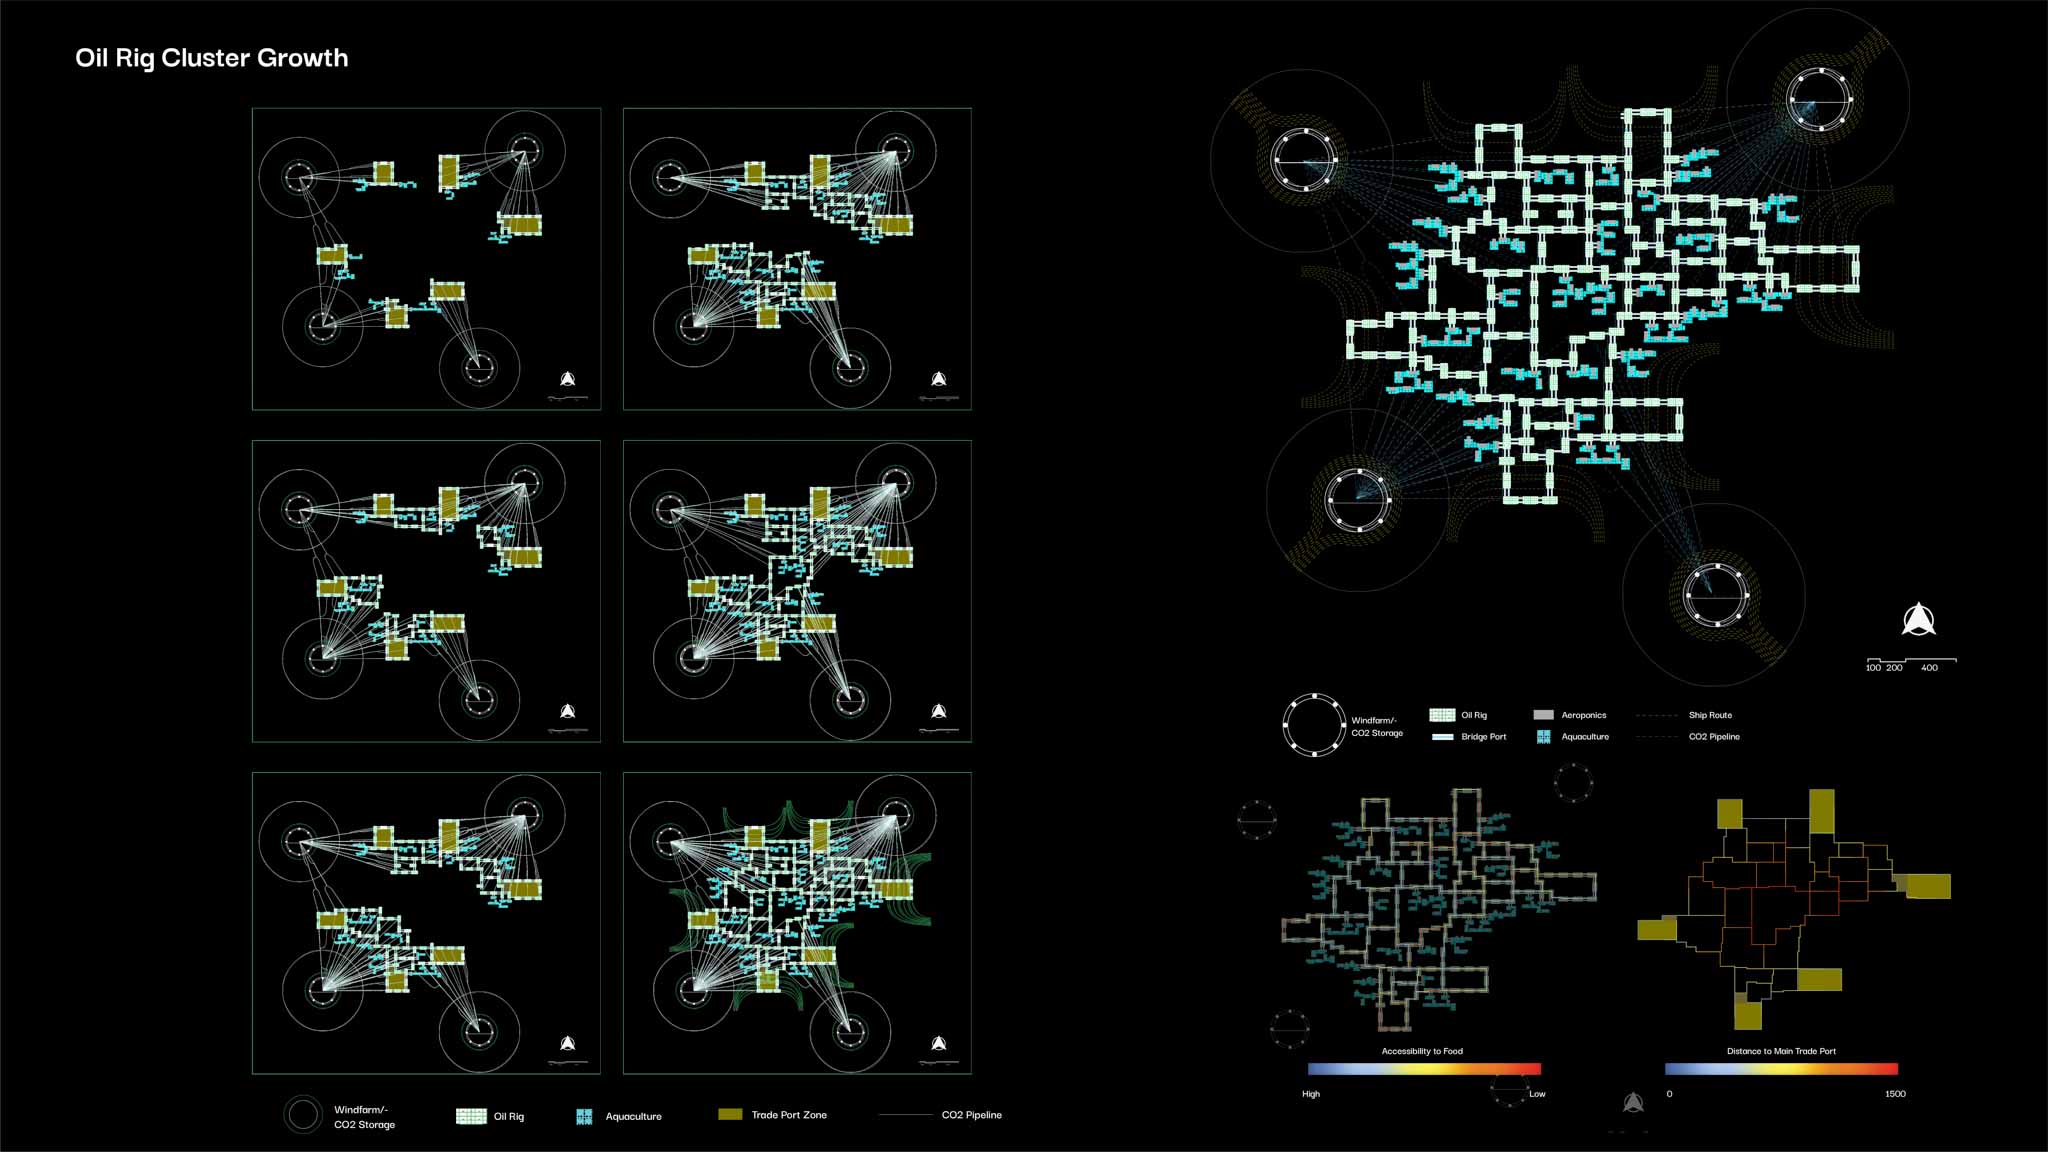 Oil Rig Cluster Growth
Windfarm/-
CO2 Storage
Oil Rig
Aquaculture
Trade Port Zone
CO2 Pipeline
100 200 400
Windfarm/-
CO2 Storage
Oil Rig
Bridge Port
Aeroponics
Aquaculture
Ship Route
CO2 Pipeline
Accessibility to Food
High
Low
Distance to Main Trade Port
0
1500